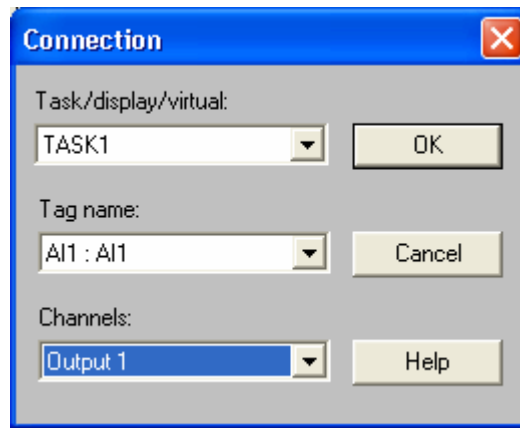 Connection
Task/display/virtual:
TASK1
OK
Tag name:
AI1 : AI1
Cancel
Channels:
Output 1
Help